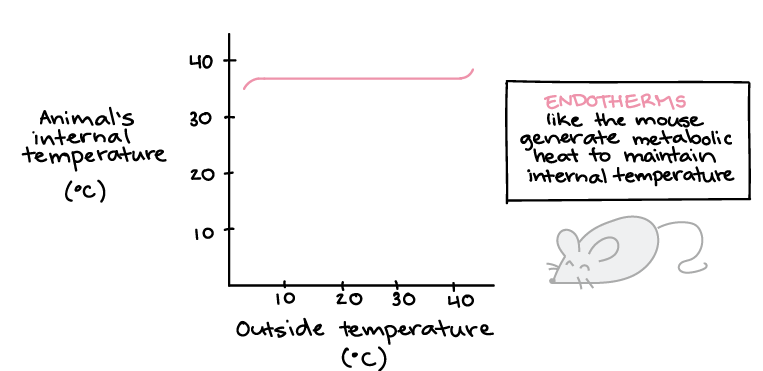 Animal's
internal
temperature
(°C)
40
30
20
10
10 20 30 40
Outside temperature
(°C)
ENDOTHERMS
like the mouse
generate metabolic
heat to maintain
internal temperature